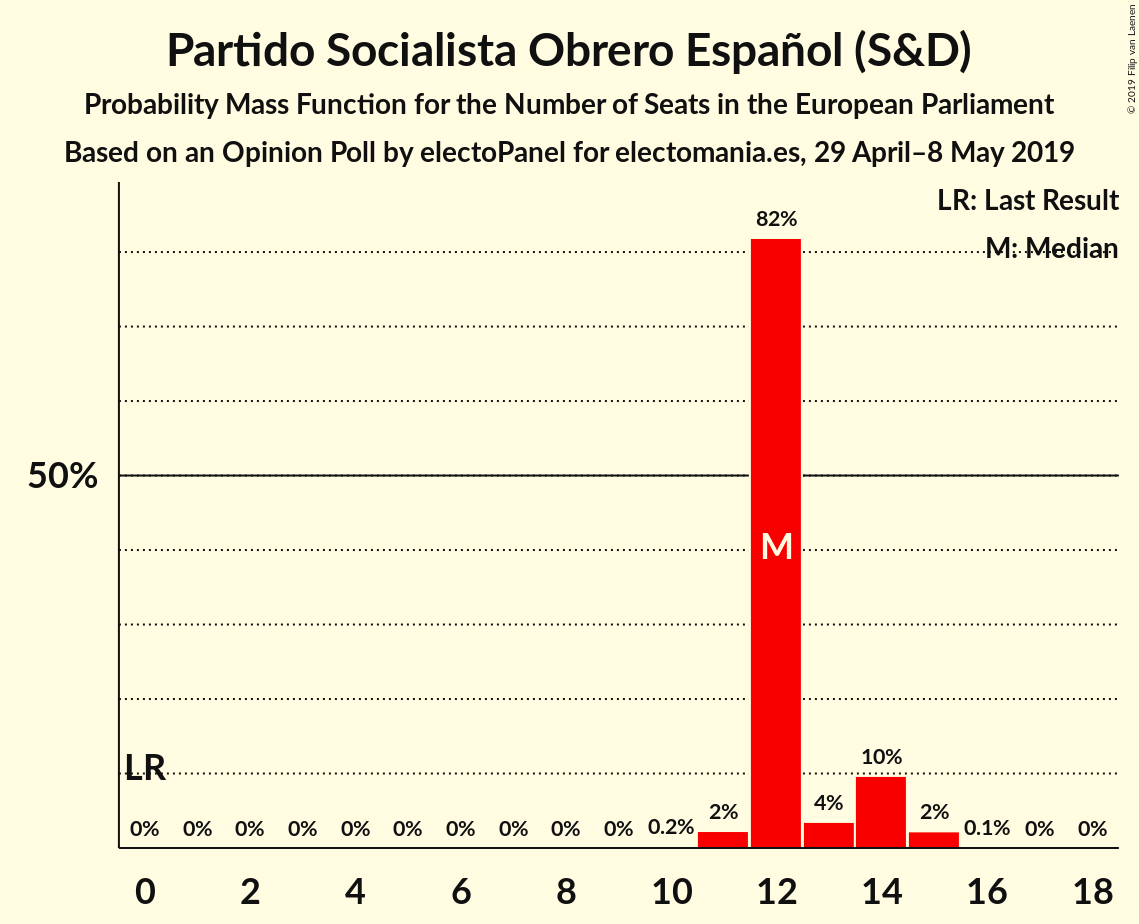 Partido Socialista Obrero Español (S&D)
Probability Mass Function for the Number of Seats in the European Parliament
Based on an Opinion Poll by electoPanel for electomania.es, 29 April–8 May 2019
© 2019 Filip van Laenen
LR: Last Result
M: Median
82%
50%
M
LR
10%
4%
2%
2%
0% 0% 0% 0% 0% 0% 0% 0% 0% 0% 0.2% 0.1% 0% 0%
0 2 4 6 8 10 12 14 16 18